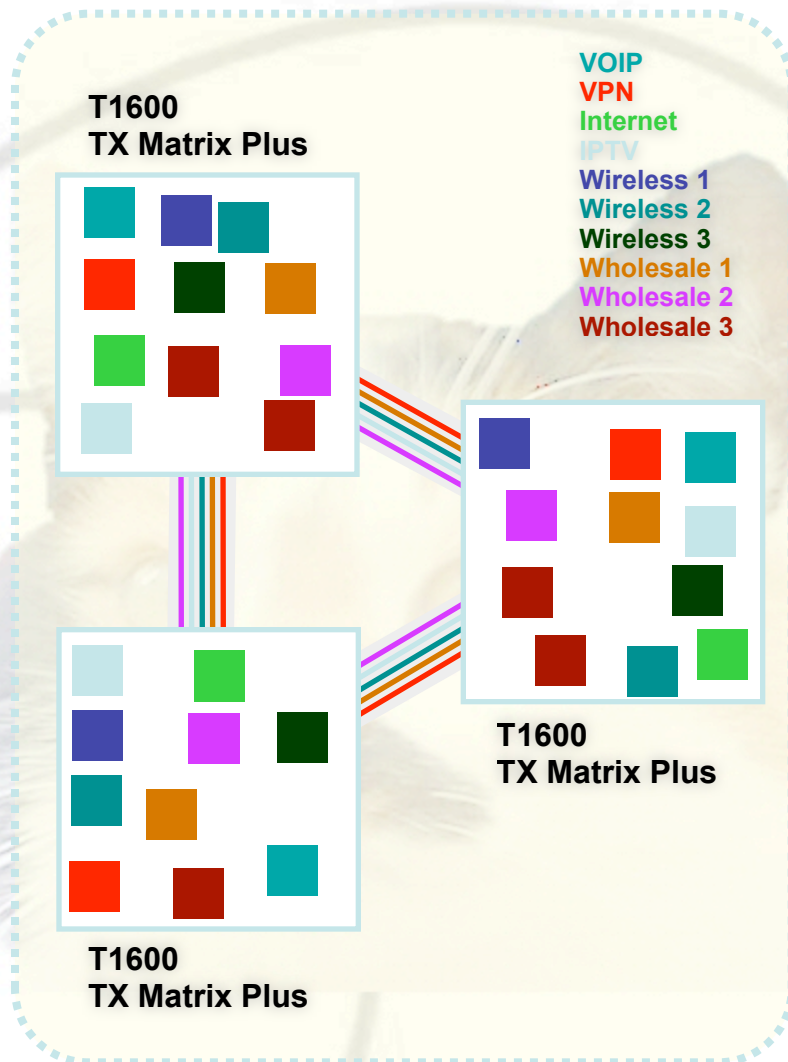 T1600
TX Matrix Plus
VOIP
VPN
Internet
IPTV
Wireless 1
Wireless 2
Wireless 3
Wholesale 1
Wholesale 2
Wholesale 3
T1600
TX Matrix Plus
T1600
TX Matrix Plus